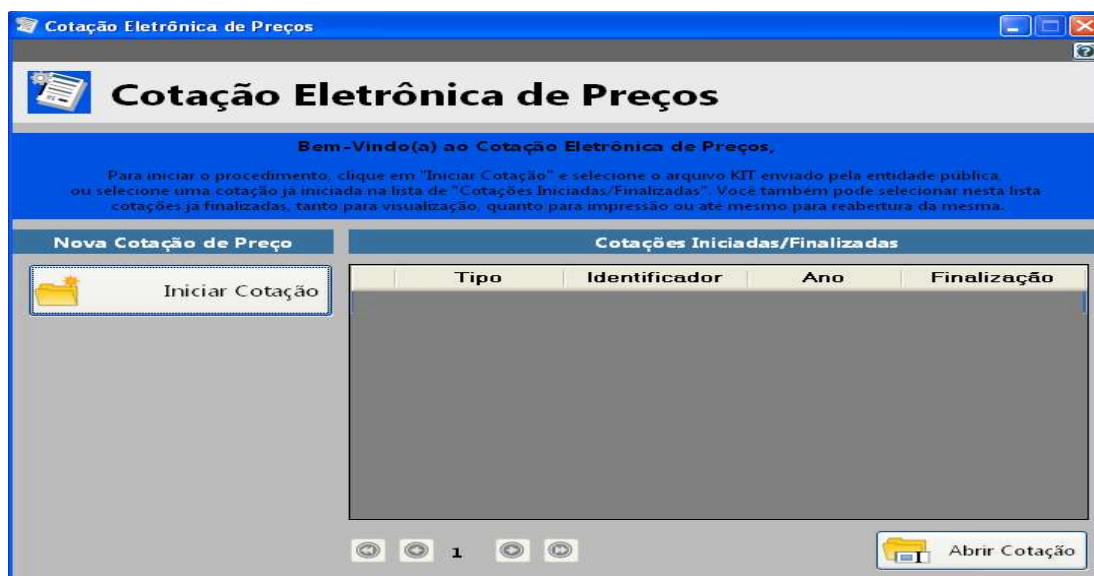 Cotação Eletrônica de Preços
Cotação Eletrônica de Preços
Bem-Vindo(a) ao Cotação Eletrônica de Preços,
Para iniciar o procedimento, clique em "Iniciar Cotação" e selecione o arquivo KIT enviado pela entidade pública,
ou selecione uma cotação já iniciada na lista de "Cotações Iniciadas/Finalizadas". Você também pode selecionar nesta lista
cotações já finalizadas, tanto para visualização, quanto para impressão ou até mesmo para reabertura da mesma.
Nova Cotação de Preço
Cotações Iniciadas/Finalizadas
Iniciar Cotação
Tipo Identificador Ano Finalização
1
Abrir Cotação